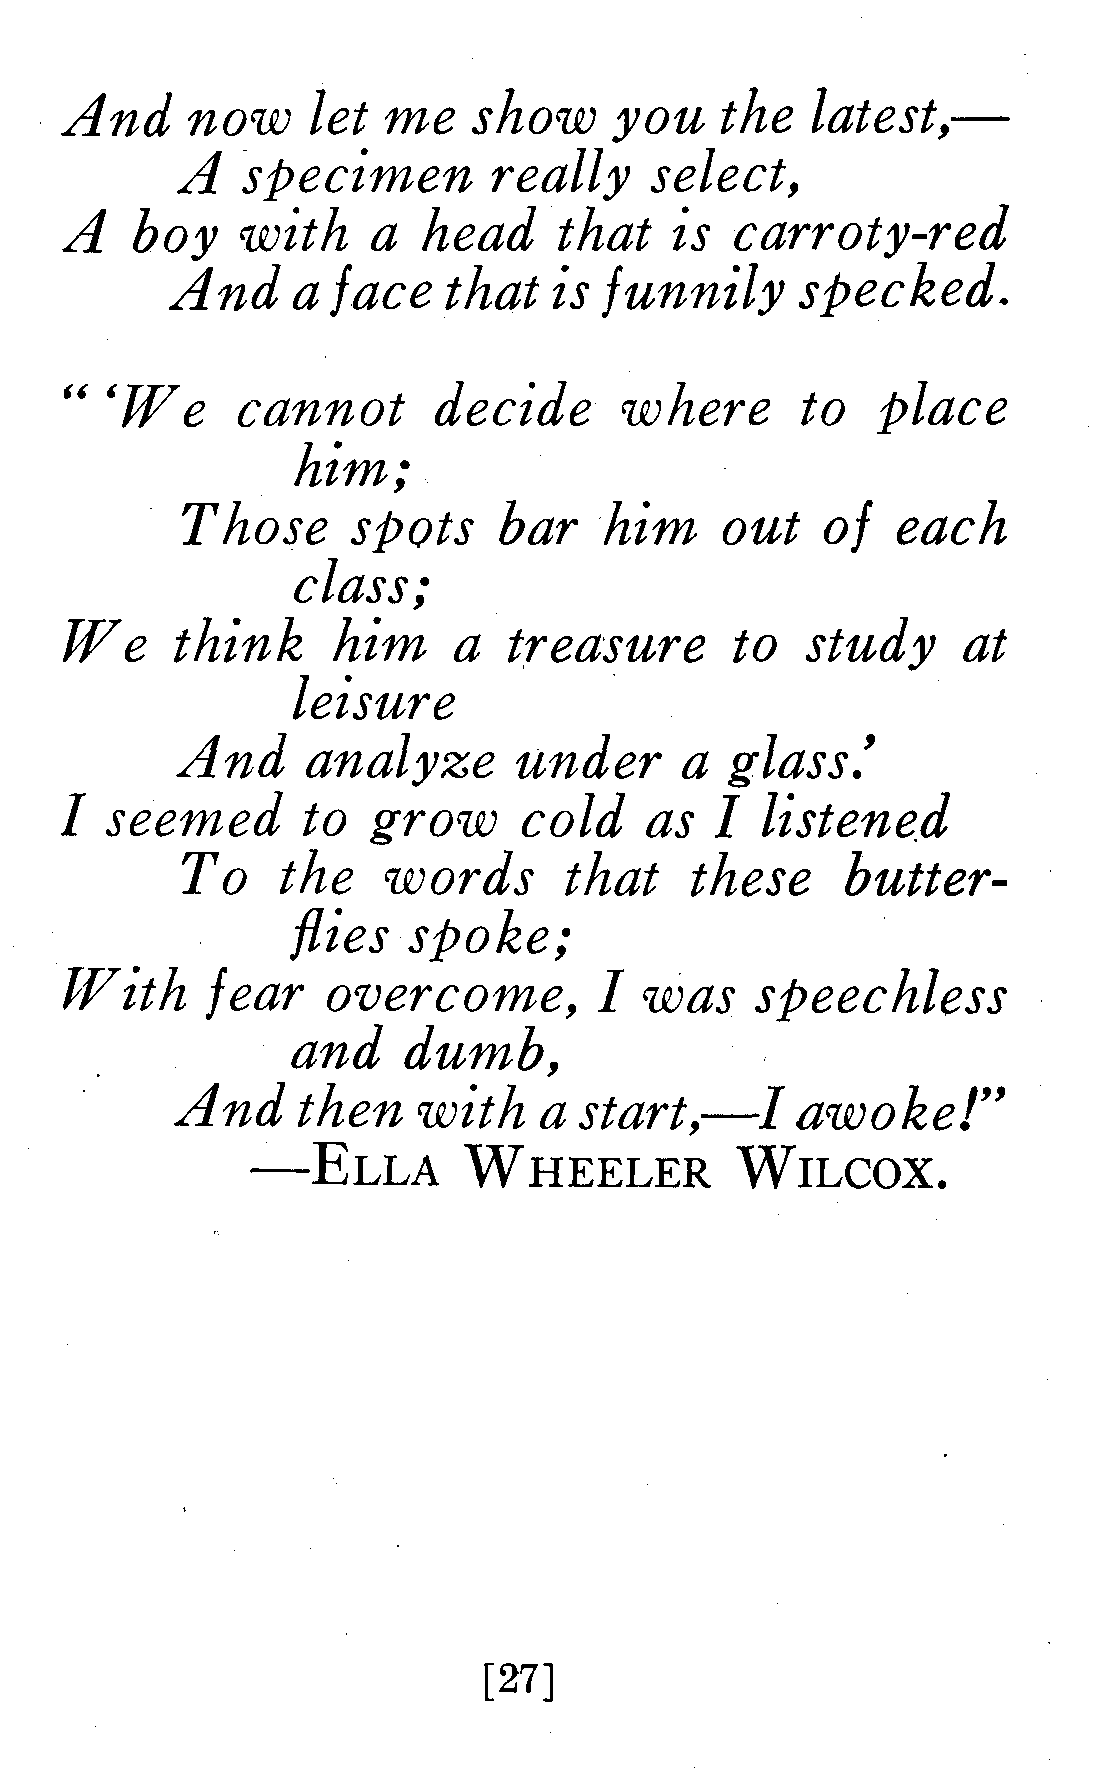 And now let me show you the latest,—
A specimen really select,
A boy with a head that is carroty-red
And a face that is funnily specked.
“ ‘We cannot decide where to place
him;
Those spots bar him out of each
class;
We think him a treasure to study at
leisure
And analyze under a glass.’
I seemed to grow cold as I listened
To the words that these butter-
flies spoke;
With fear overcome, I was speechless
and dumb,
And then with a start,—I awoke!”
—ELLA WHEELER WILCOX.
[27]